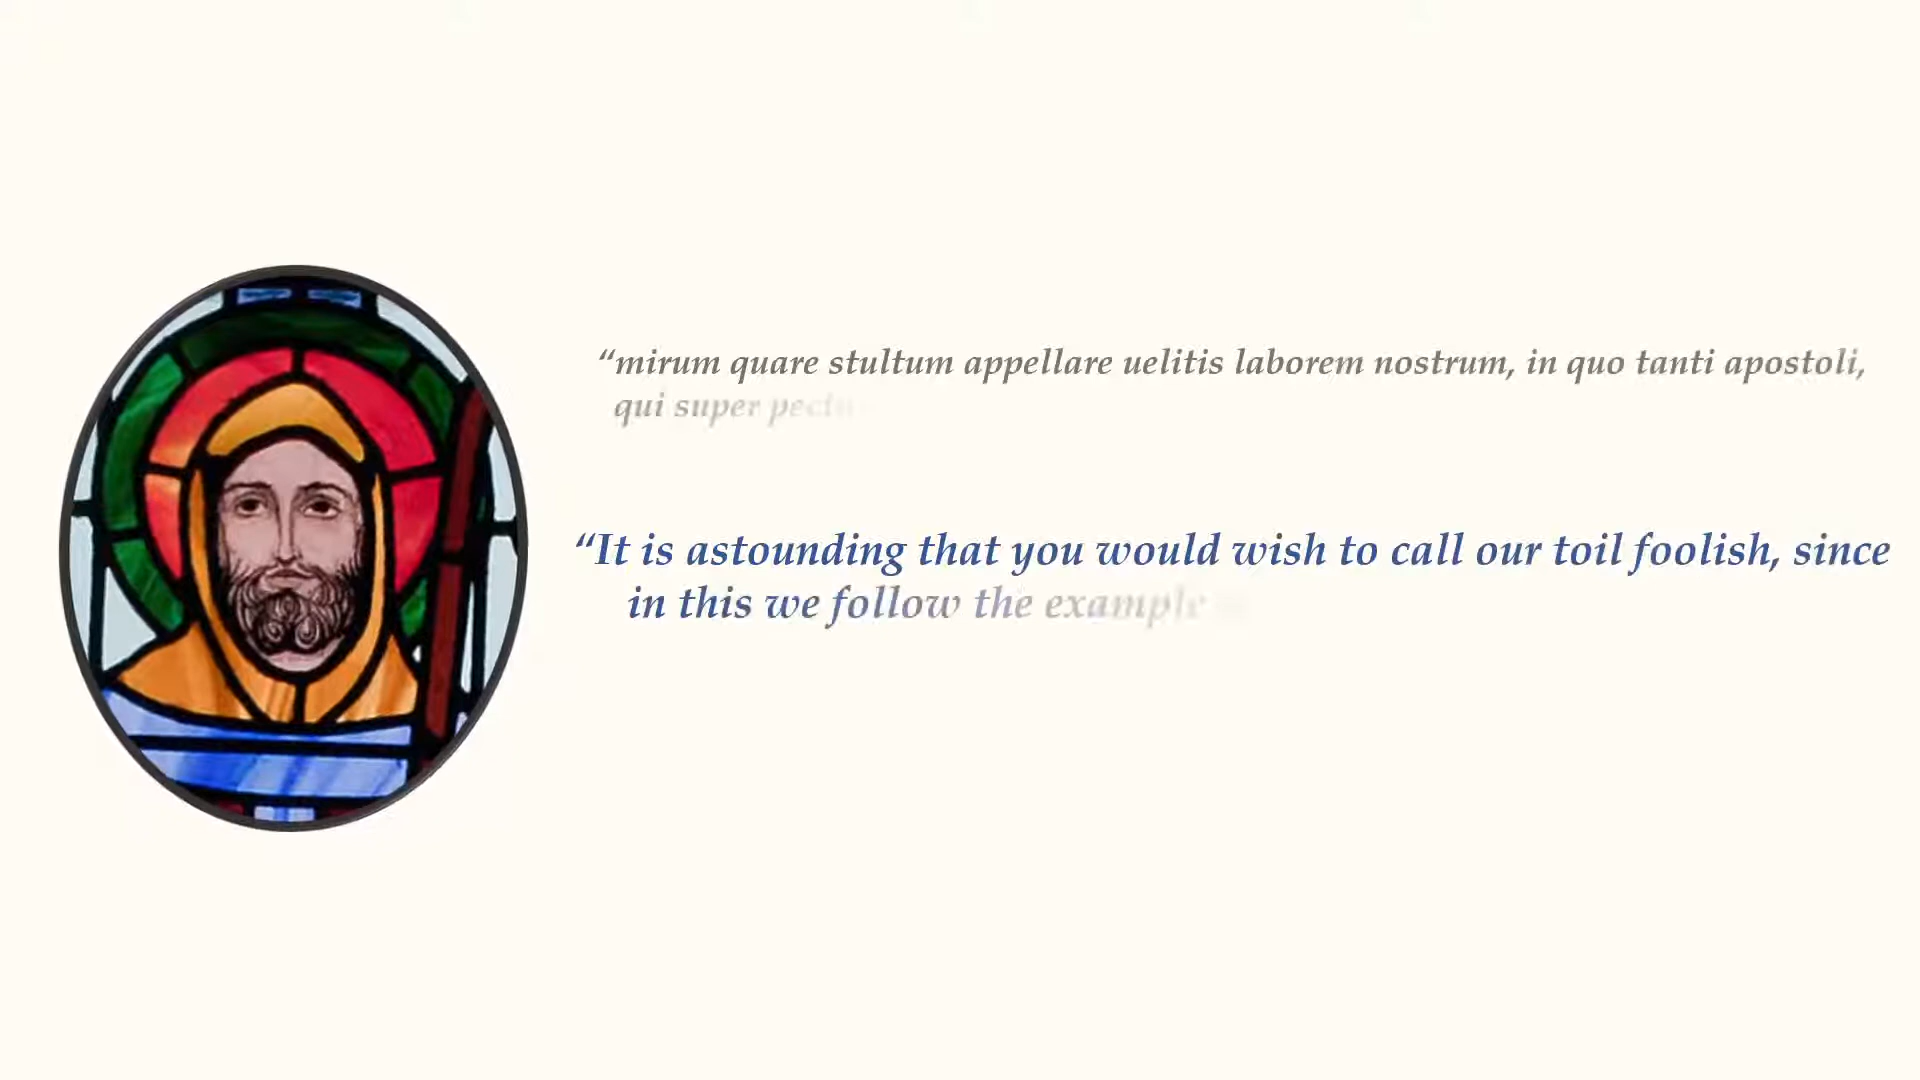 “mirum quare stultum appellare uelitis laborem nostrum, in quo tanti apostoli,
qui super
“It is astounding that you would wish to call our toil foolish, since
in this we follow the example